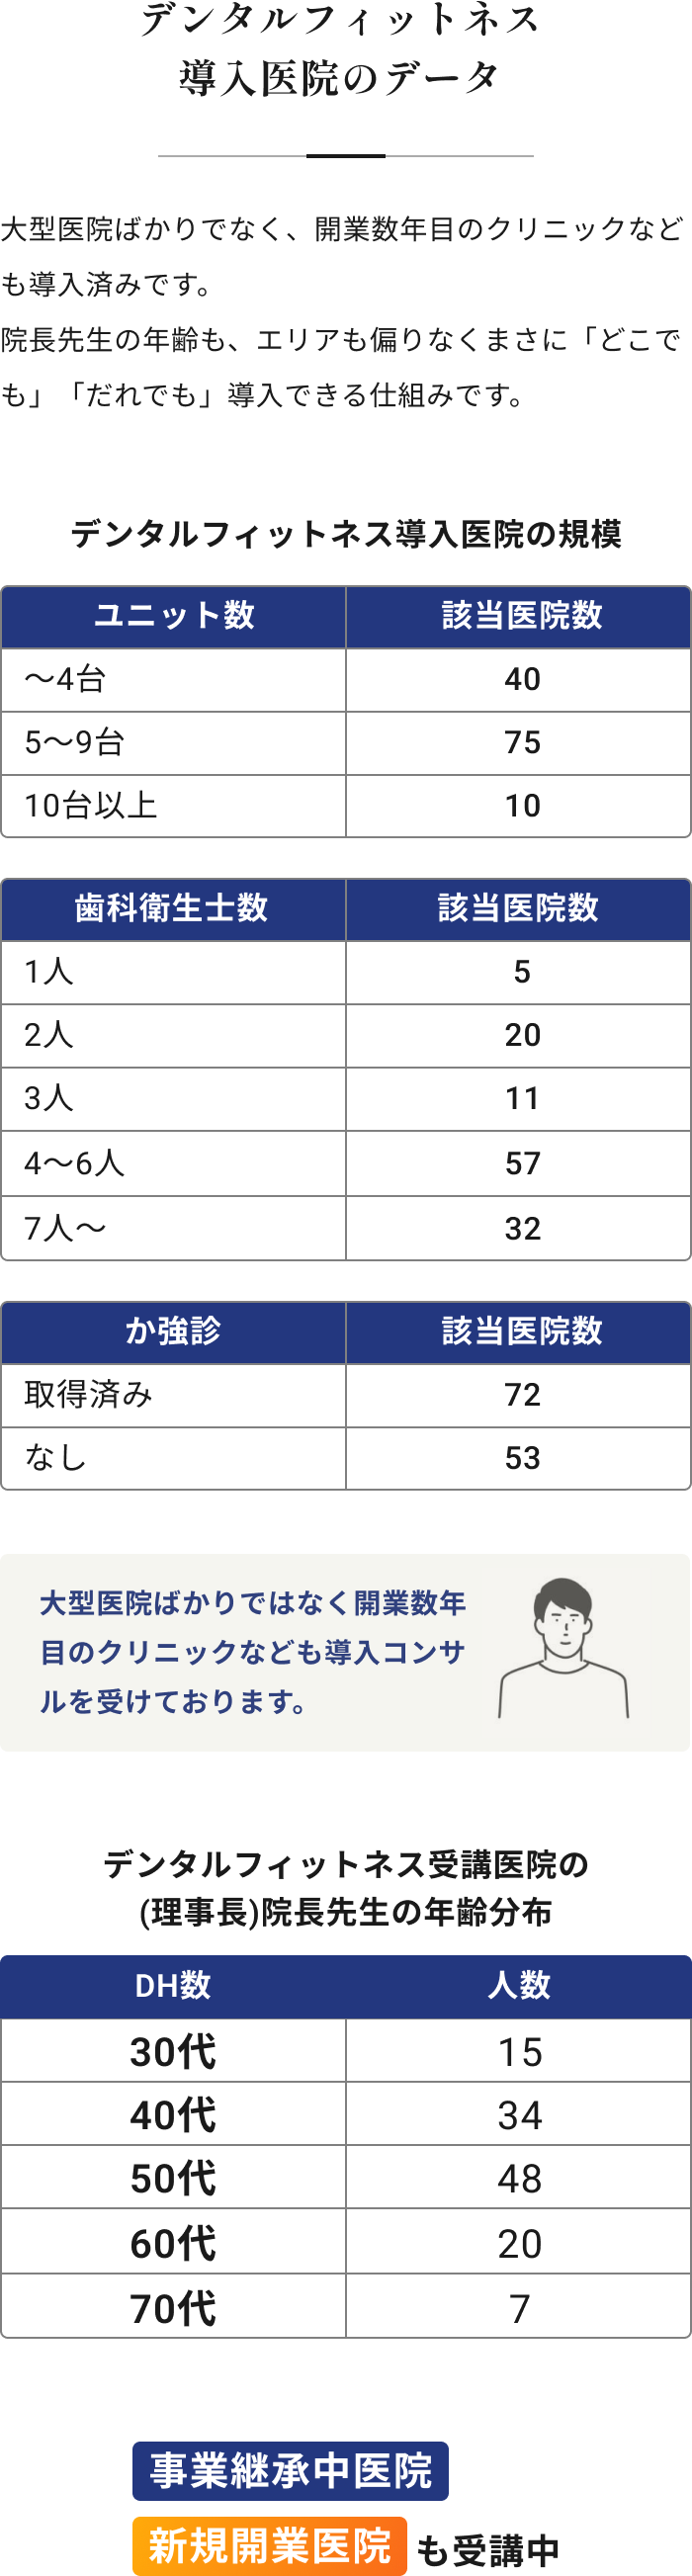 デンタルフィットネス
導入医院のデータ
大型医院ばかりでなく、開業数年目のクリニックなど
も導入済みです。
院長先生の年齢も、エリアも偏りなくまさに「どこで
も」「だれでも」導入できる仕組みです。
デンタルフィットネス導入医院の規模
ユニット数 該当医院数
〜4台 40
5〜9台 75
10台以上 10
歯科衛生士数 該当医院数
1人 5
2人 20
3人 11
4〜6人 57
7人〜 32
か強診 該当医院数
取得済み 72
なし 53
大型医院ばかりではなく開業数年
目のクリニックなども導入コンサ
ルを受けております。
デンタルフィットネス受講医院の
(理事長)院長先生の年齢分布
DH数 人数
30代 15
40代 34
50代 48
60代 20
70代 7
事業継承中医院
新規開業医院 も受講中